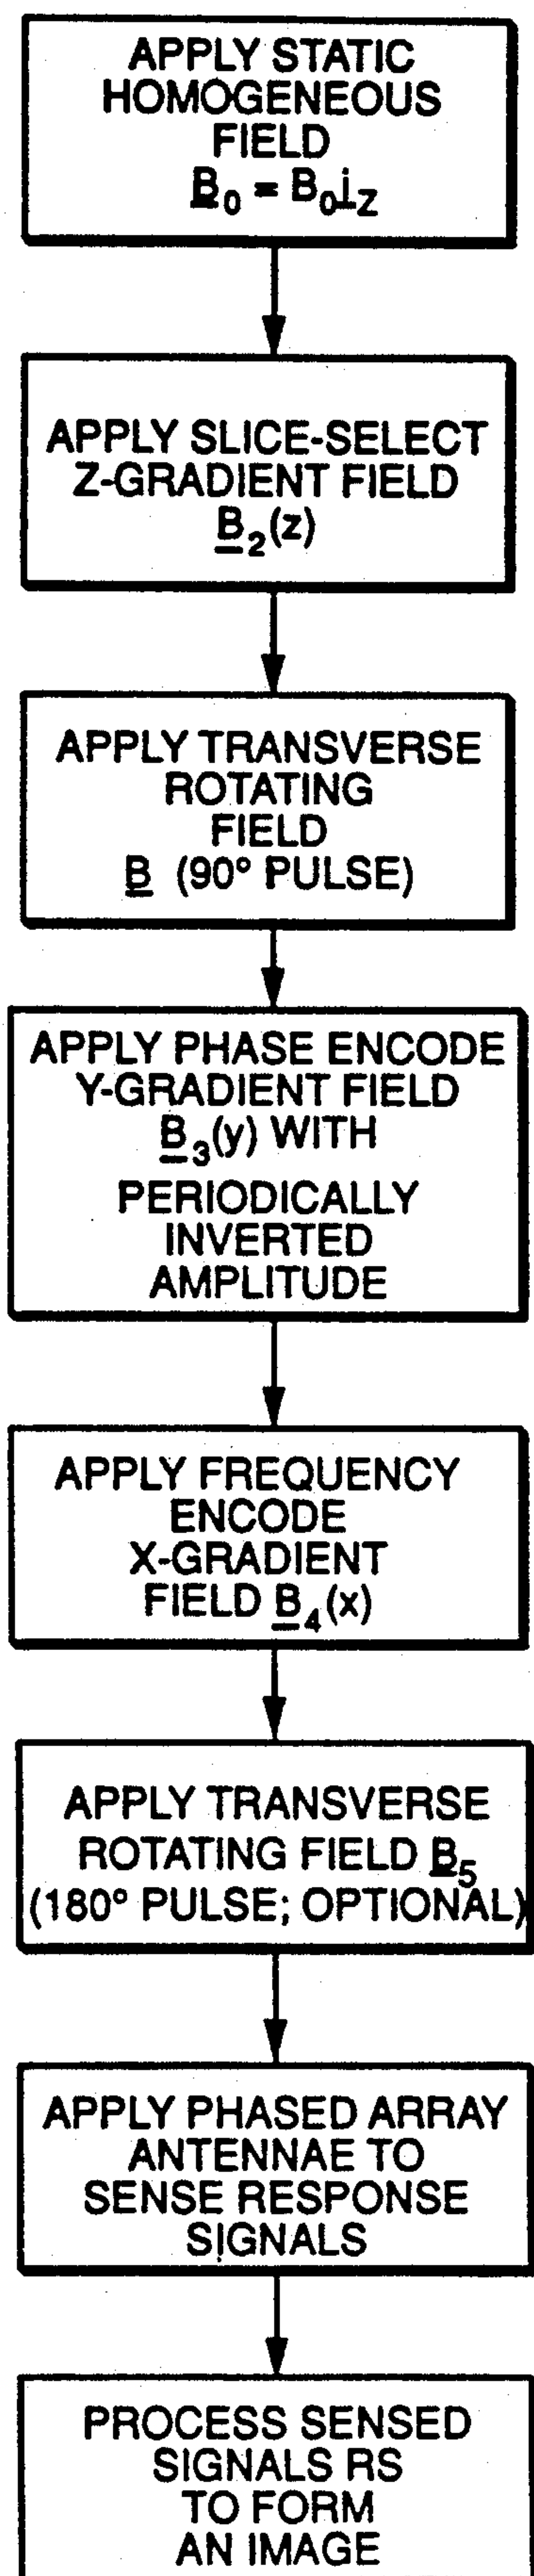 APPLY STATIC
HOMOGENEOUS
FIELD
B₀ = B₀i_Z
APPLY SLICE-SELECT
Z-GRADIENT FIELD
B₂(z)
APPLY TRANSVERSE
ROTATING
FIELD
B (90° PULSE)
APPLY PHASE ENCODE
Y-GRADIENT FIELD
B₃(y) WITH
PERIODICALLY
INVERTED
AMPLITUDE
APPLY FREQUENCY
ENCODE
X-GRADIENT
FIELD B₄(x)
APPLY TRANSVERSE
ROTATING FIELD B₅
(180° PULSE; OPTIONAL)
APPLY PHASED ARRAY
ANTENNAE TO
SENSE RESPONSE
SIGNALS
PROCESS SENSED
SIGNALS RS
TO FORM
AN IMAGE